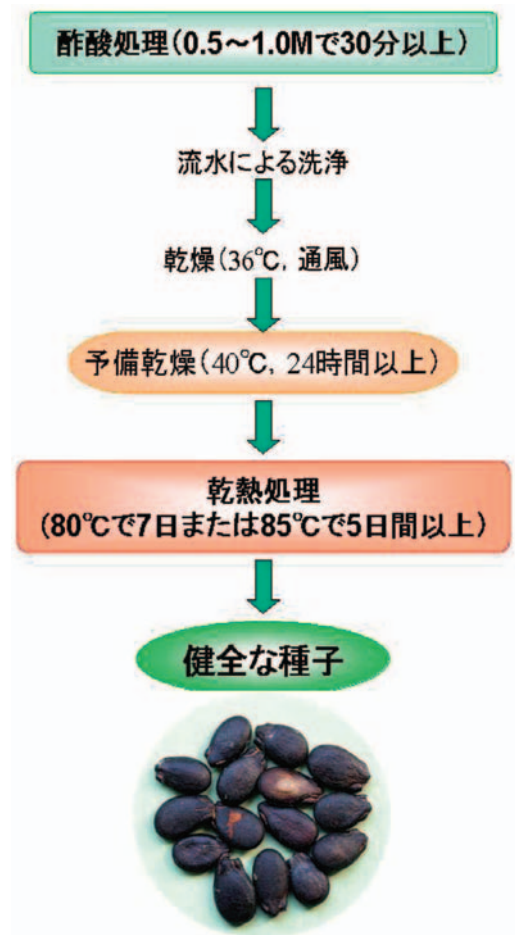 酢酸処理(0.5～1.0Mで30分以上)
流水による洗浄
乾燥(36℃, 通風)
予備乾燥(40℃, 24時間以上)
乾熱処理
(80℃で7日または85℃で5日間以上)
健全な種子